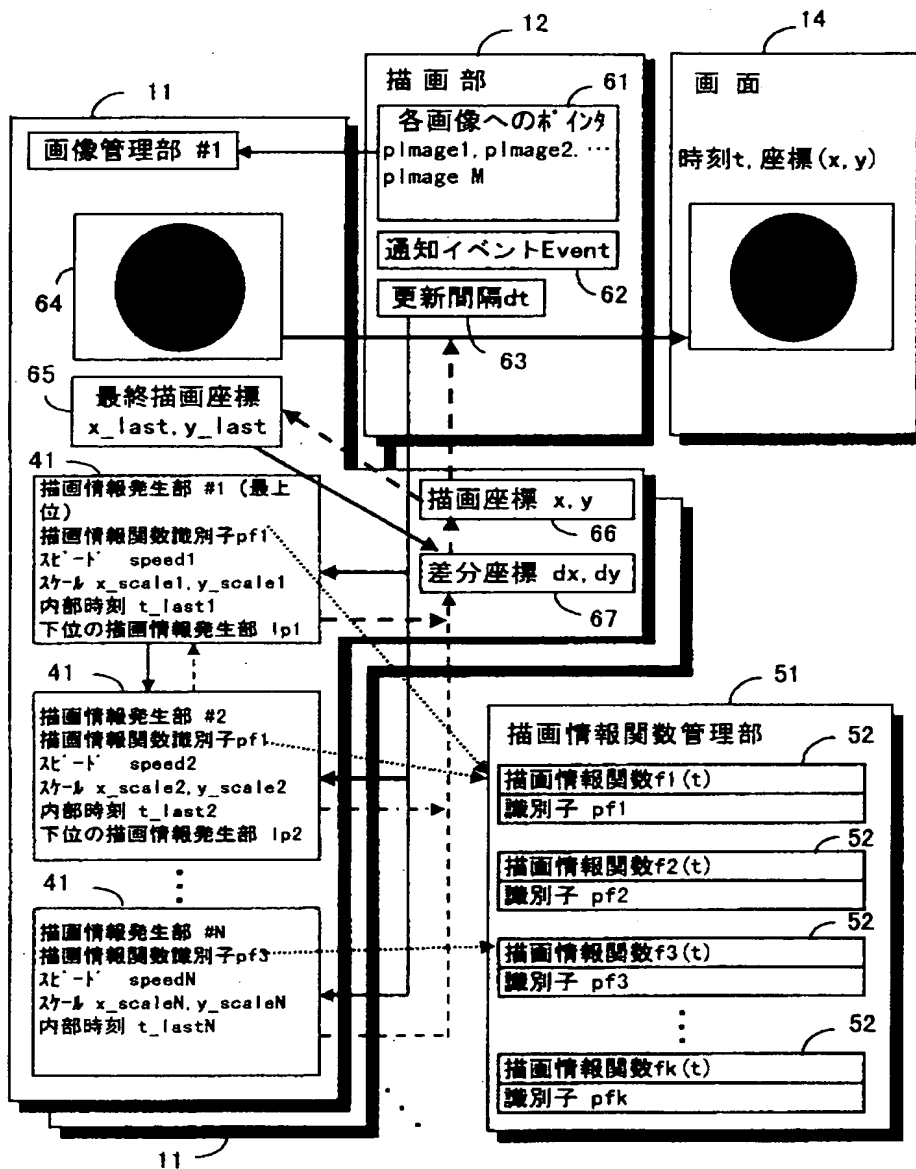 11
画像管理部 #1
64
65
最終描画座標
x_last,y_last
12
描画部
61
各画像へのポインタ
pImage1,pImage2.…
pImage M
通知イベントEvent
62
更新間隔dt
63
14
画面
時刻t,座標(x,y)
描画座標 x,y
66
差分座標 dx,dy
67
41
描画情報発生部 #1 (最上
位)
描画情報関数識別子pf1
スピード speed1
スケール x_scale1,y_scale1
内部時刻 t_last1
下位の描画情報発生部 lp1
41
描画情報発生部 #2
描画情報関数識別子pf1
スピード speed2
スケール x_scale2,y_scale2
内部時刻 t_last2
下位の描画情報発生部 lp2
41
描画情報発生部 #N
描画情報関数識別子pf3
スピード speedN
スケール x_scaleN,y_scaleN
内部時刻 t_lastN
11
51
描画情報関数管理部
52
描画情報関数f1(t)
識別子 pf1
52
描画情報関数f2(t)
識別子 pf2
52
描画情報関数f3(t)
識別子 pf3
52
描画情報関数fk(t)
識別子 pfk